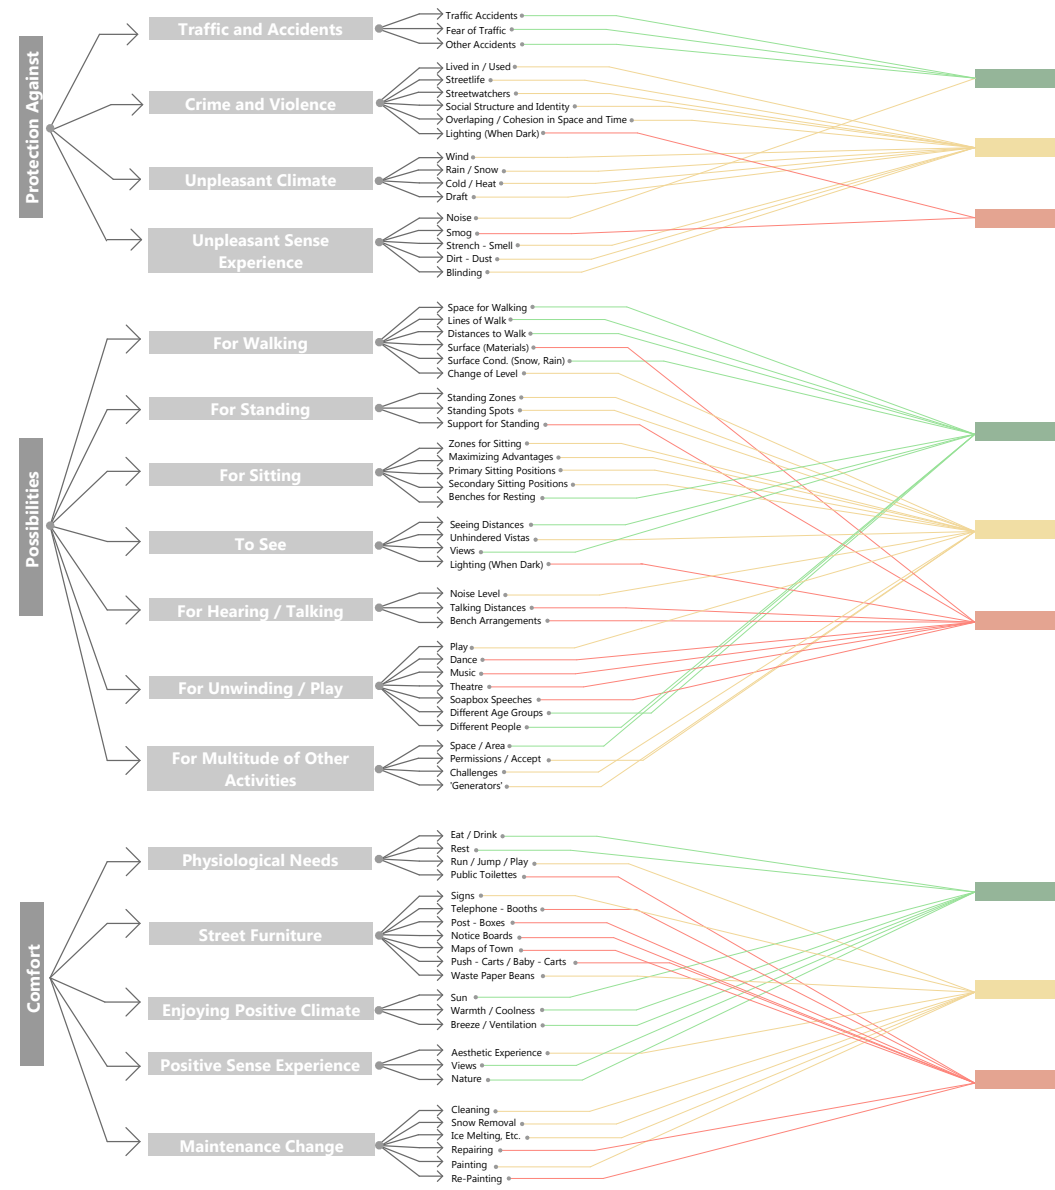 Protection Against
Traffic and Accidents
Traffic Accidents
Fear of Traffic
Other Accidents
Crime and Violence
Lived in / Used
Streetlife
Streetwatchers
Social Structure and Identity
Overlaping / Cohesion in Space and Time
Lighting (When Dark)
Unpleasant Climate
Wind
Rain / Snow
Cold / Heat
Draft
Unpleasant Sense
Experience
Noise
Smog
Strench - Smell
Dirt - Dust
Blinding
Possibilities
For Walking
Space for Walking
Lines of Walk
Distances to Walk
Surface (Materials)
Surface Cond. (Snow, Rain)
Change of Level
For Standing
Standing Zones
Standing Spots
Support for Standing
For Sitting
Zones for Sitting
Maximizing Advantages
Primary Sitting Positions
Secondary Sitting Positions
Benches for Resting
To See
Seeing Distances
Unhindered Vistas
Views
Lighting (When Dark)
For Hearing / Talking
Noise Level
Talking Distances
Bench Arrangements
For Unwinding / Play
Play
Dance
Music
Theatre
Soapbox Speeches
Different Age Groups
Different People
For Multitude of Other
Activities
Space / Area
Permissions / Accept
Challenges
'Generators'
Comfort
Physiological Needs
Eat / Drink
Rest
Run / Jump / Play
Public Toilettes
Street Furniture
Signs
Telephone - Booths
Post - Boxes
Notice Boards
Maps of Town
Push - Carts / Baby - Carts
Waste Paper Beans
Enjoying Positive Climate
Sun
Warmth / Coolness
Breeze / Ventilation
Positive Sense Experience
Aesthetic Experience
Views
Nature
Maintenance Change
Cleaning
Snow Removal
Ice Melting, Etc.
Repairing
Painting
Re-Painting